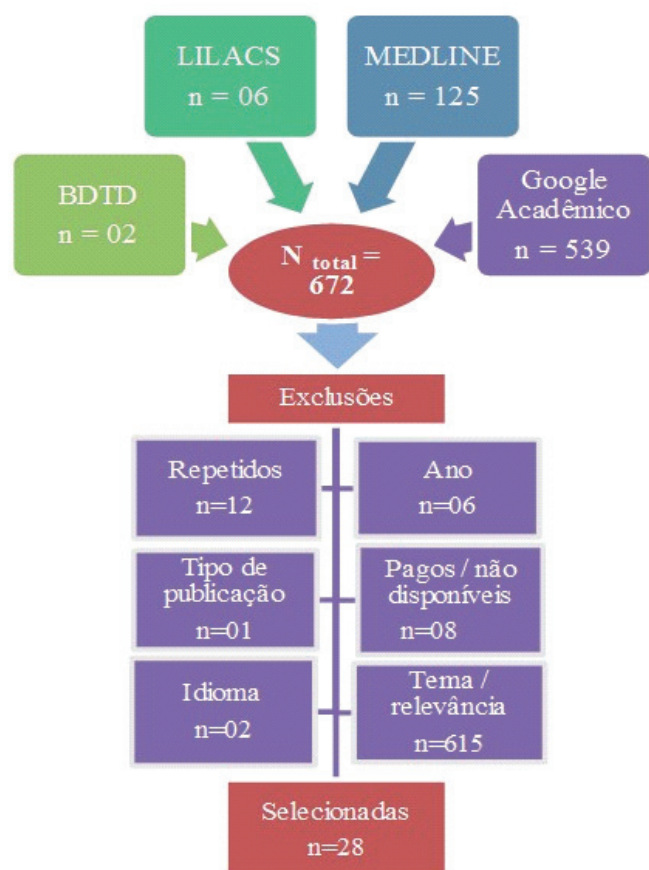 LILACS
n = 06
MEDLINE
n = 125
BDTD
n = 02
Google
Acadêmico
n = 539
N total =
672
Exclusões
Repetidos
n=12
Ano
n=06
Tipo de
publicação
n=01
Pagos / não
disponíveis
n=08
Idioma
n=02
Tema /
relevância
n=615
Selecionadas
n=28